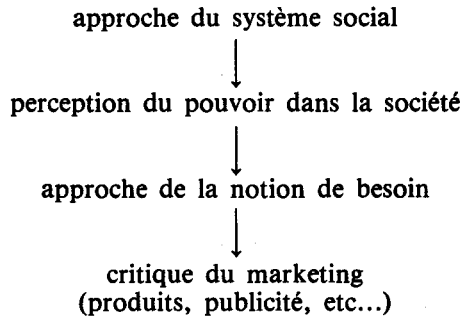 approche du système social
perception du pouvoir dans la société
approche de la notion de besoin
critique du marketing
(produits, publicité, etc...)